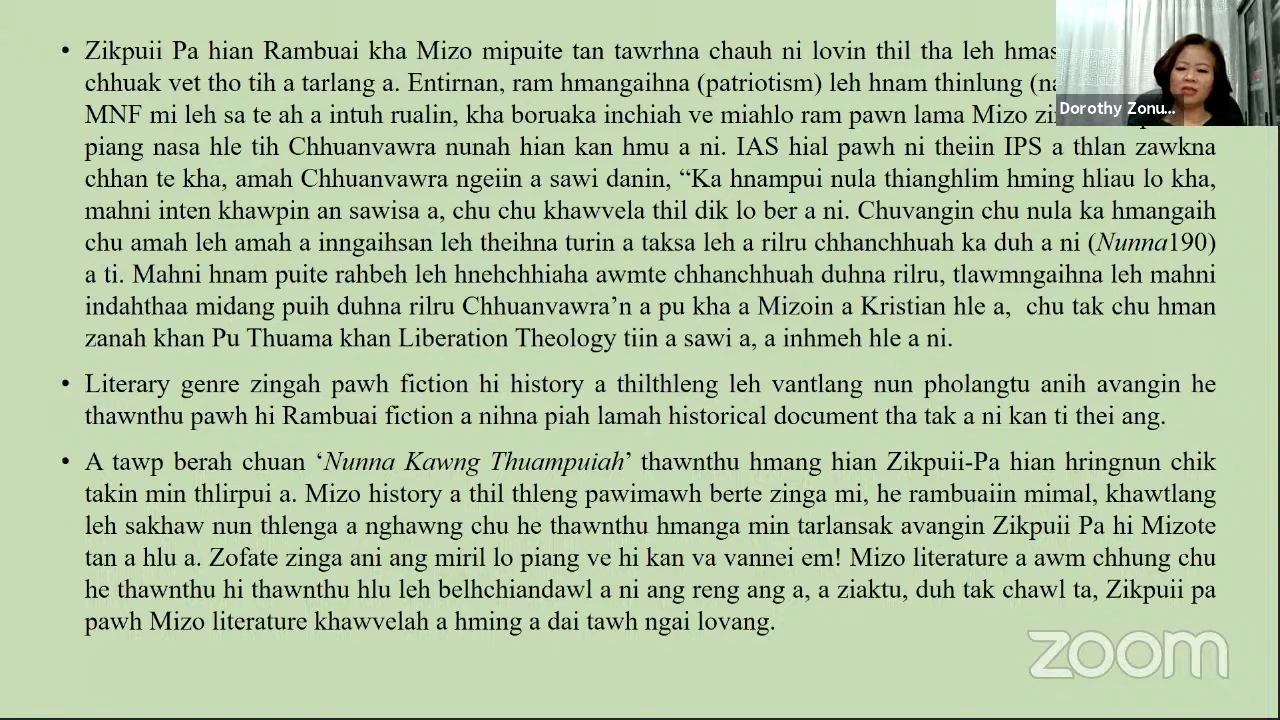 • Zikpuii Pa hian Rambuai kha Mizo mipuite tan tawrhna chauh ni lovin thil tha leh
chhuak vet tho tih a tarlang a. Entirnan, ram hmangaihna (patriotism) leh hnam thinlung
MNF mi leh sa te ah a intuh rualin, kha boruaka inchiah ve miahlo ram pawn lama Mizo
piang nasa hle tih Chhuanvawra nunah hian kan hmu a ni. IAS hial pawh ni theiin IPS a thlan zawkna
chhan te kha, amah Chhuanvawra ngeiin a sawi danin, “Ka hnampui nula thianghlim hming hliau lo kha,
mahni inten khawpin an sawisa a, chu chu khawvela thil dik lo ber a ni. Chuvangin chu nula ka hmangaih
chu amah leh amah a inngaihsan leh theihna turin a taksa leh a rilru chhanchhuah ka duh a ni (Nunna190)
a ti. Mahni hnam puite rahbeh leh hnehchhiaha awmte chhanchhuah duhna rilru, tlawmngaihna leh mahni
indahthaa midang puih duhna rilru Chhuanvawra’n a pu kha a Mizoin a Kristian hle a, chu tak chu hman
zanah khan Pu Thuama khan Liberation Theology tiin a sawi a, a inhmeh hle a ni.
• Literary genre zingah pawh fiction hi history a thilthleng leh vantlang nun pholangtu anih avangin he
thawnthu pawh hi Rambuai fiction a nihna piah lamah historical document tha tak a ni kan ti thei ang.
• A tawp berah chuan ‘Nunna Kawng Thuampuiah’ thawnthu hmang hian Zikpuii-Pa hian hringnun chik
takin min thlirpui a. Mizo history a thil thleng pawimawh berte zinga mi, he rambuaiin mimal, khawtlang
leh sakhaw nun thlenga a nghawng chu he thawnthu hmanga min tarlansak avangin Zikpuii Pa hi Mizote
tan a hlu a. Zofate zinga ani ang miril lo piang ve hi kan va vannei em! Mizo literature a awm chhung chu
he thawnthu hi thawnthu hlu leh belhchiandawl a ni ang reng ang a, a ziaktu, duh tak chawl ta, Zikpuii pa
pawh Mizo literature khawvelah a hming a dai tawh ngai lovang.
Dorothy Zonu...
zoom